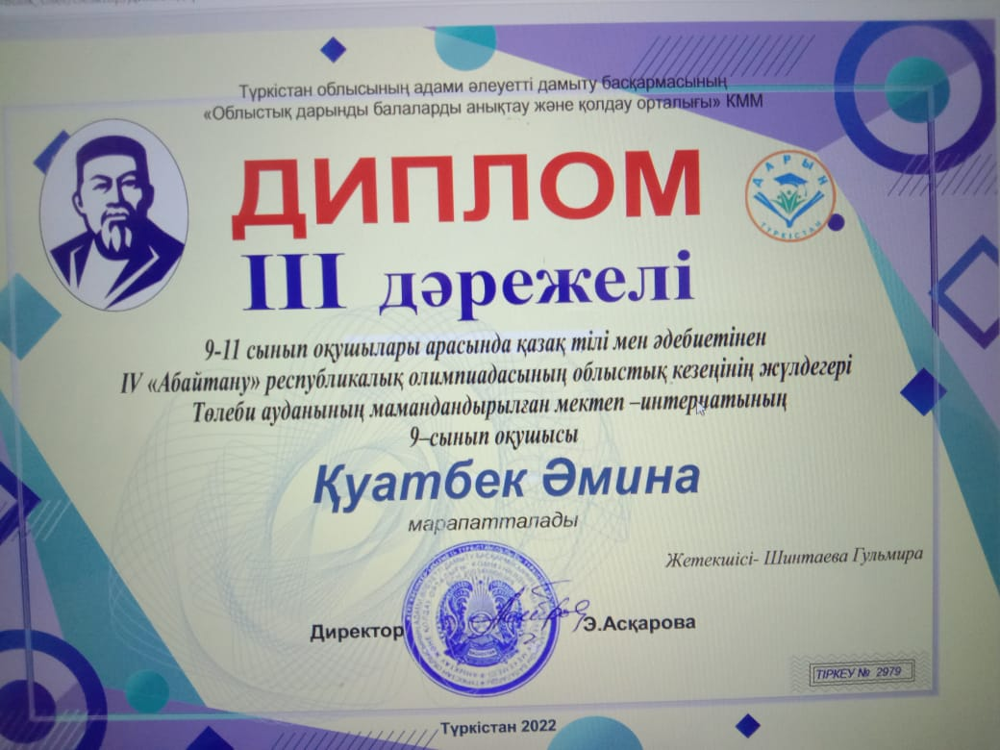 Түркістан облысының адами әлеуетті дамыту басқармасының
«Облыстық дарынды балаларды анықтау және қолдау орталығы» КММ
ДИПЛОМ
ДАРЫН
ТҮРКІСТАН
III дәрежелі
9-11 сынып оқушылары арасында қазақ тілі мен әдебиетінен
IV «Абайтану» республикалық олимпиадасының облыстық кезеңінің жүлдегері
Төлеби ауданының мамандандырылған мектеп –интернатының
9–сынып оқушысы
Қуатбек Әмина
марапатталады
Жетекшісі- Шинтаева Гульмира
Директор Э.Асқарова
ТІРКЕУ № 2979
Түркістан 2022